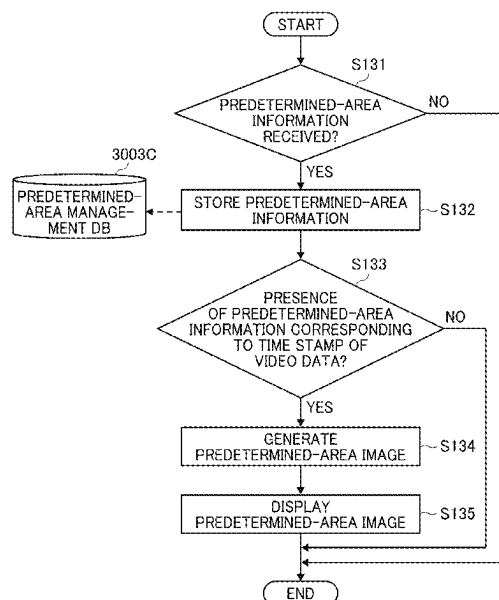 START
S131
PREDETERMINED-AREA
INFORMATION
RECEIVED?
NO
YES
3003C
PREDETERMINED-
AREA MANAGE-
MENT DB
STORE PREDETERMINED-AREA
INFORMATION
S132
S133
PRESENCE
OF PREDETERMINED-AREA
INFORMATION CORRESPONDING
TO TIME STAMP OF
VIDEO DATA?
NO
YES
GENERATE
PREDETERMINED-AREA IMAGE
S134
DISPLAY
PREDETERMINED-AREA IMAGE
S135
END